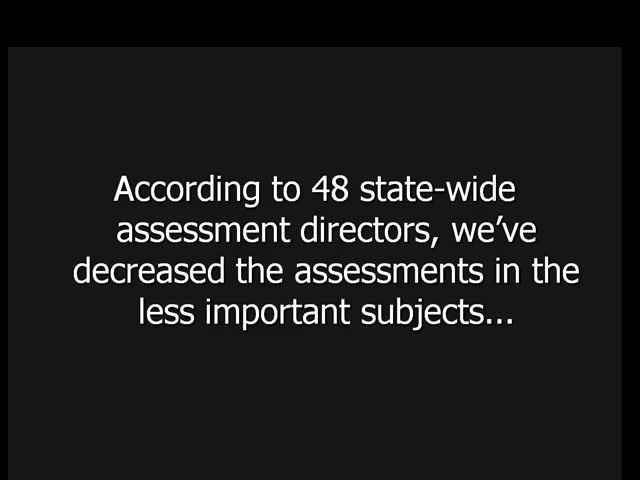 According to 48 state-wide
assessment directors, we’ve
decreased the assessments in the
less important subjects...